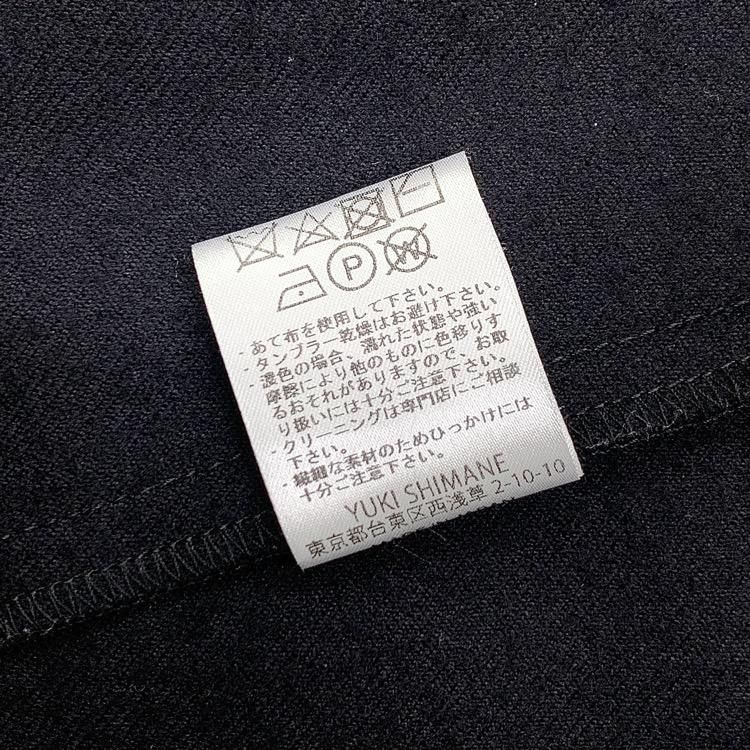 P W
・あて布を使用して下さい。
・タンブラー乾燥はお避け下さい。
・濃色の場合、濡れた状態や強い
摩擦により他のものに色移りす
るおそれがありますので、お取
り扱いには十分ご注意下さい。
・クリーニングは専門店にご相談
下さい。
・繊細な素材のためひっかけには
十分ご注意下さい。
YUKI SHIMANE
東京都台東区西浅草 2-10-10